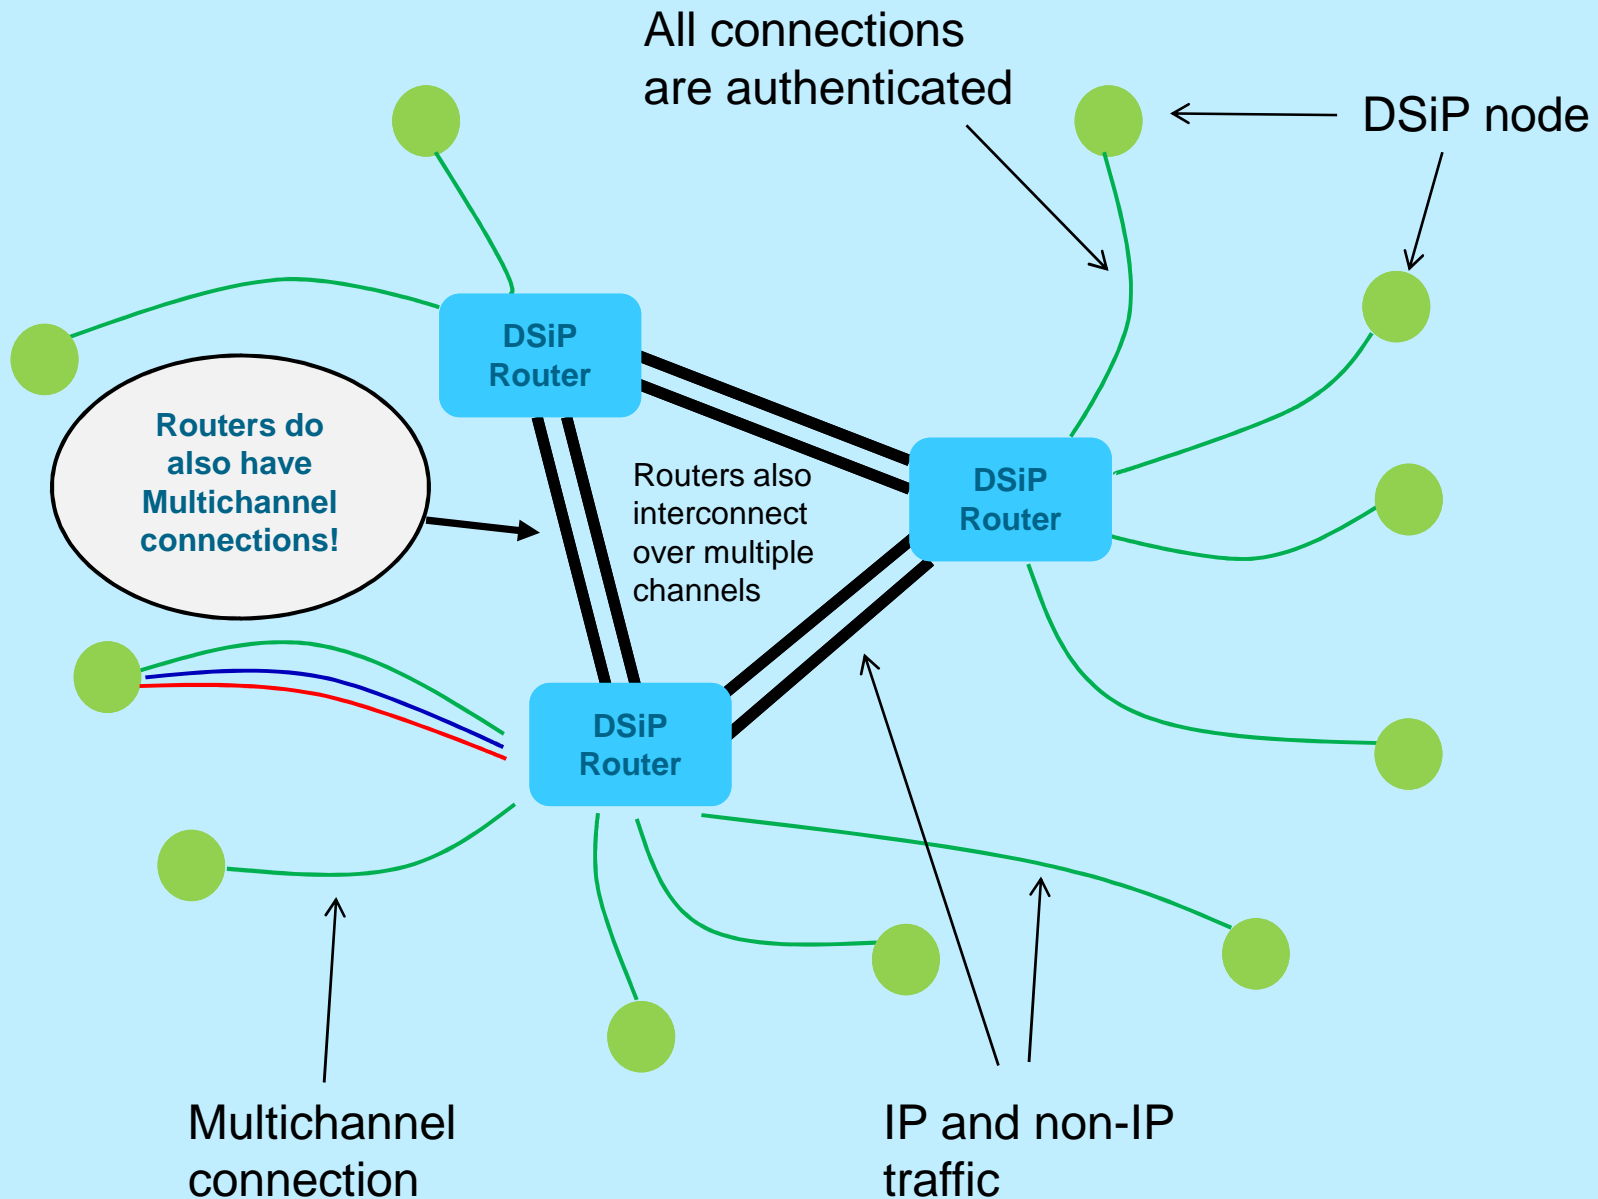 All connections
are authenticated
DSiP node
DSiP
Router
Routers do
also have
Multichannel
connections!
Routers also
interconnect
over multiple
channels
DSiP
Router
DSiP
Router
Multichannel
connection
IP and non-IP
traffic